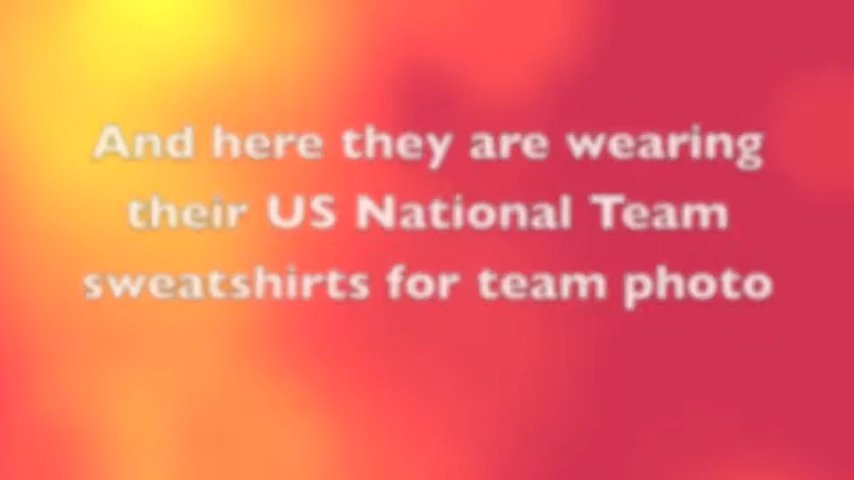 And here they are wearing
their US National Team
sweatshirts for team photo